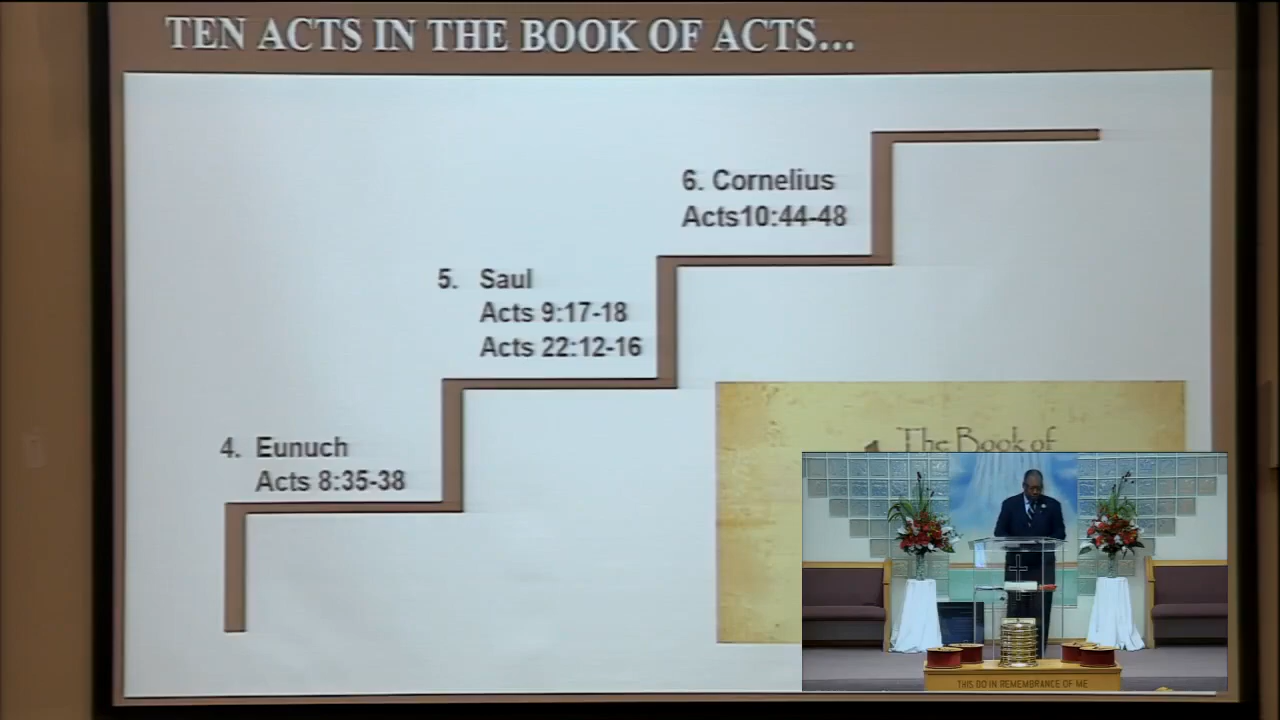 TEN ACTS IN THE BOOK OF ACTS...
6. Cornelius
Acts10:44-48
5. Saul
Acts 9:17-18
Acts 22:12-16
4. Eunuch
Acts 8:35-38
The Book of
THIS DO IN REMEMBRANCE OF ME